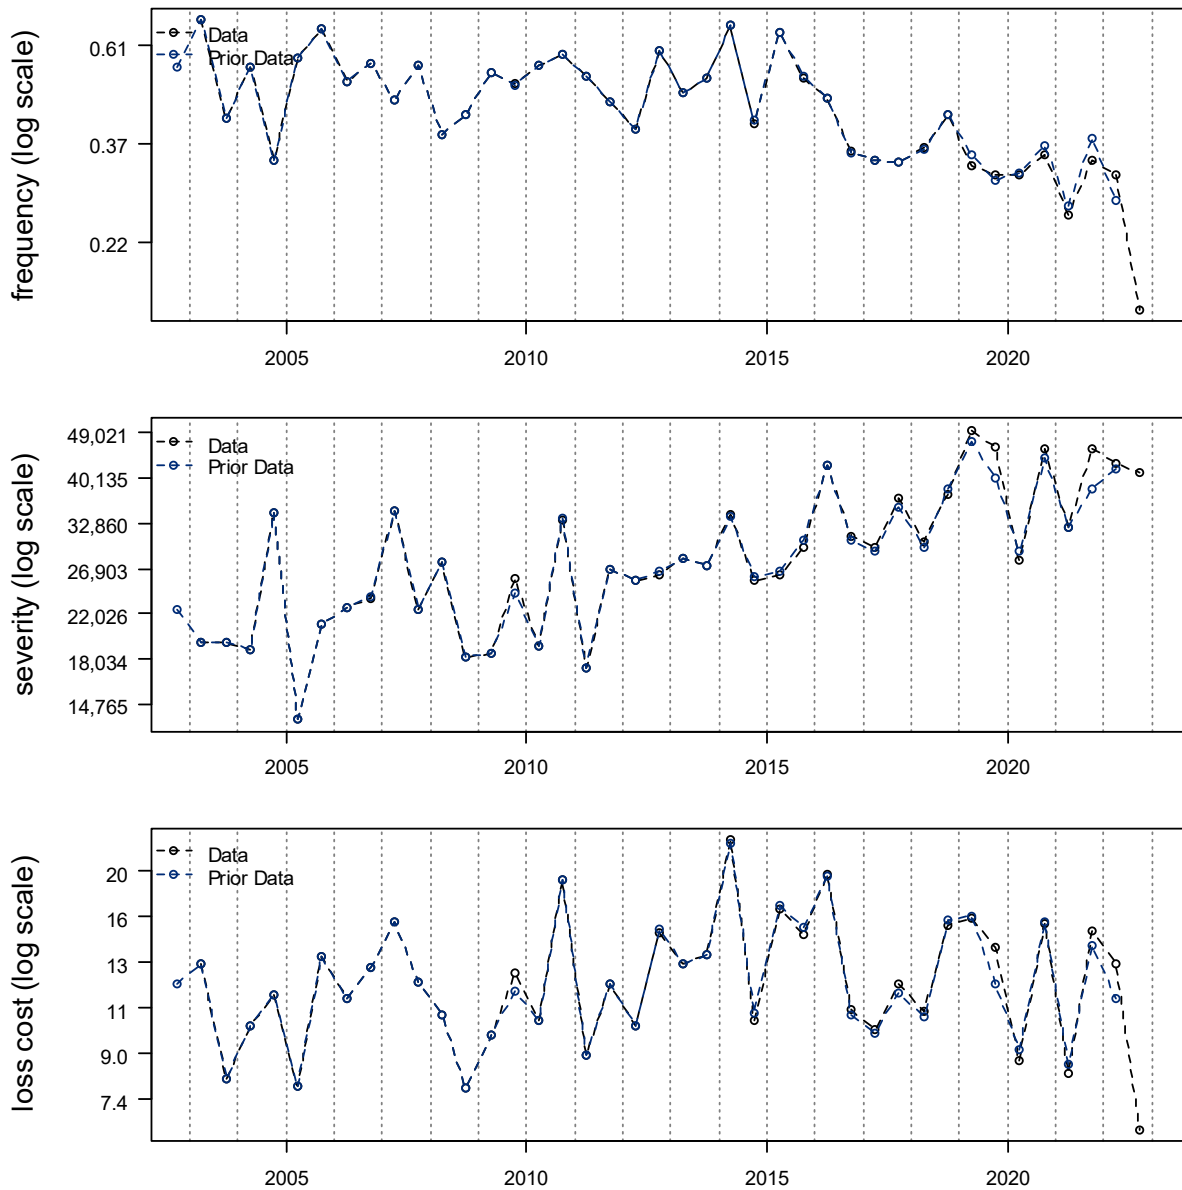 frequency (log scale)
0.61
0.37
0.22
Data
Prior Data
2005 2010 2015 2020
severity (log scale)
49,021
40,135
32,860
26,903
22,026
18,034
14,765
Data
Prior Data
2005 2010 2015 2020
loss cost (log scale)
20
16
13
11
9.0
7.4
Data
Prior Data
2005 2010 2015 2020